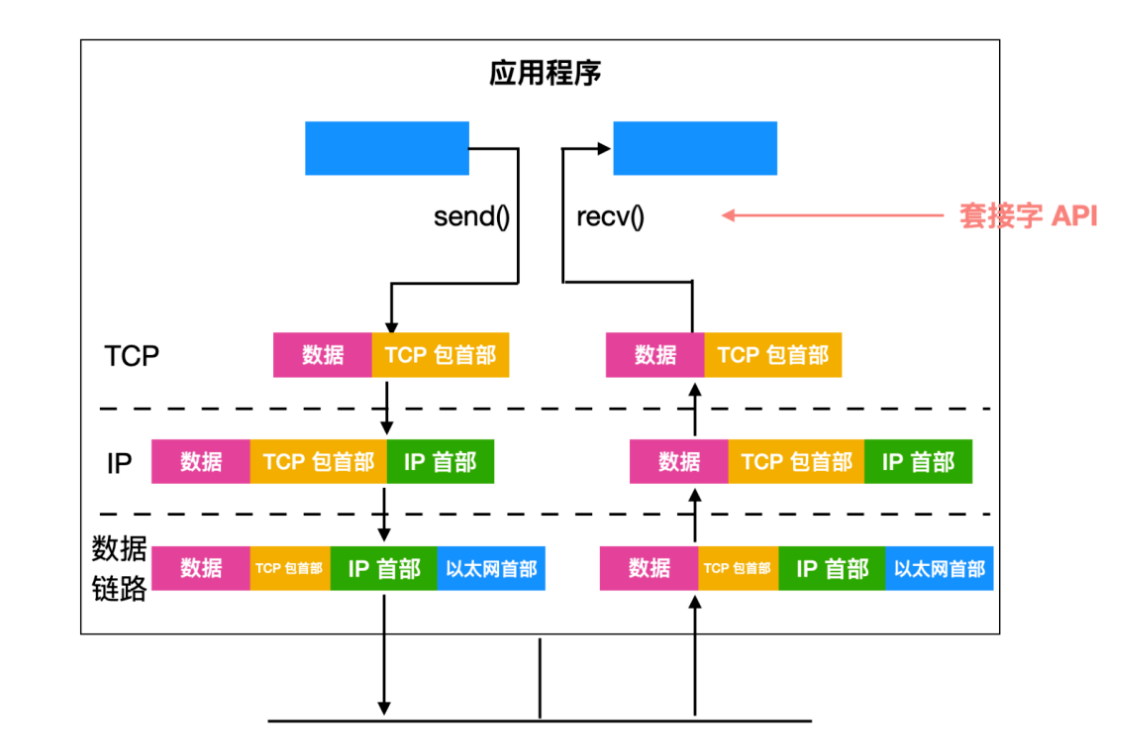 应用程序
send()
recv()
套接字 API
TCP
数据
TCP 包首部
数据
TCP 包首部
IP
数据
TCP 包首部
IP 首部
数据
TCP 包首部
IP 首部
数据
链路
数据
TCP 包首部
IP 首部
以太网首部
数据
TCP 包首部
IP 首部
以太网首部